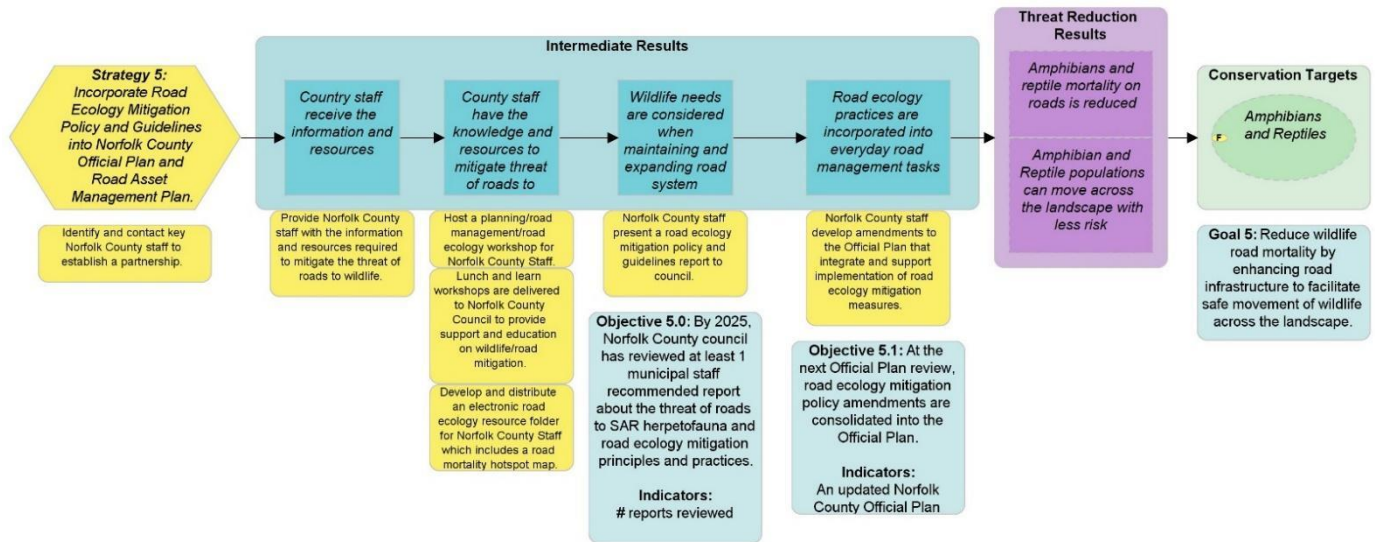 Strategy 5:
Incorporate Road
Ecology Mitigation
Policy and Guidelines
into Norfolk County
Official Plan and
Road Asset
Management Plan.
Identify and contact key
Norfolk County staff to
establish a partnership.
Intermediate Results
Country staff
receive the
information and
resources
Provide Norfolk County
staff with the information
and resources required
to mitigate the threat of
roads to wildlife.
County staff
have the
knowledge and
resources to
mitigate threat
of roads to
Host a planning/road
management/road
ecology workshop for
Norfolk County Staff.
Lunch and learn
workshops are delivered
to Norfolk County
Council to provide
support and education
on wildlife/road
mitigation.
Develop and distribute
an electronic road
ecology resource folder
for Norfolk County Staff
which includes a road
mortality hotspot map.
Wildlife needs
are considered
when
maintaining and
expanding road
system
Norfolk County staff
present a road ecology
mitigation policy and
guidelines report to
council.
Objective 5.0: By 2025,
Norfolk County council
has reviewed at least 1
municipal staff
recommended report
about the threat of roads
to SAR herpetofauna and
road ecology mitigation
principles and practices.
Indicators:
# reports reviewed
Road ecology
practices are
incorporated into
everyday road
management tasks
Norfolk County staff
develop amendments to
the Official Plan that
integrate and support
implementation of road
ecology mitigation
measures.
Objective 5.1: At the
next Official Plan review,
road ecology mitigation
policy amendments are
consolidated into the
Official Plan.
Indicators:
An updated Norfolk
County Official Plan
Threat Reduction
Results
Amphibians and
reptile mortality on
roads is reduced
Amphibian and
Reptile populations
can move across
the landscape with
less risk
Conservation Targets
F
Amphibians
and Reptiles
Goal 5: Reduce wildlife
road mortality by
enhancing road
infrastructure to facilitate
safe movement of wildlife
across the landscape.